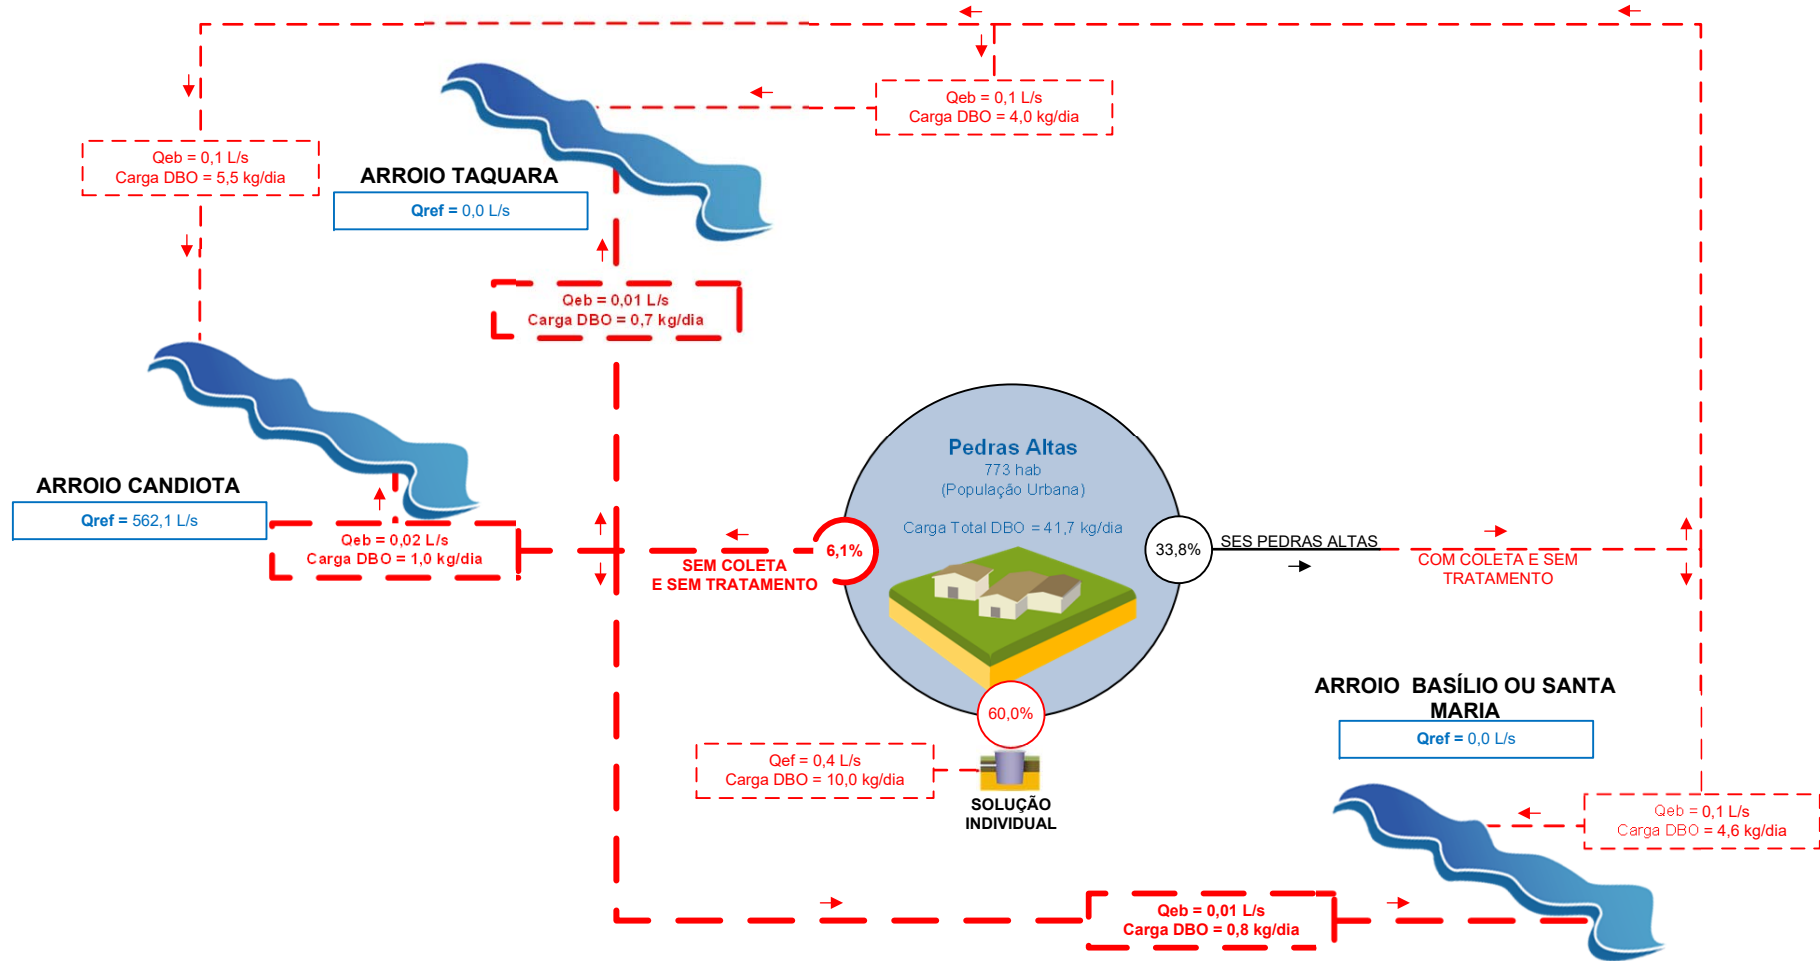 Qeb = 0,1 L/s
Carga DBO = 4,0 kg/dia
Qeb = 0,1 L/s
Carga DBO = 5,5 kg/dia
ARROIO TAQUARA
Qref = 0,0 L/s
Qeb = 0,01 L/s
Carga DBO = 0,7 kg/dia
ARROIO CANDIOTA
Qref = 562,1 L/s
Qeb = 0,02 L/s
Carga DBO = 1,0 kg/dia
SEM COLETA
E SEM TRATAMENTO
6,1%
Pedras Altas
773 hab
(População Urbana)
Carga Total DBO = 41,7 kg/dia
33,8%
SES PEDRAS ALTAS
COM COLETA E SEM
TRATAMENTO
60,0%
Qef = 0,4 L/s
Carga DBO = 10,0 kg/dia
SOLUÇÃO
INDIVIDUAL
ARROIO  BASÍLIO OU SANTA
MARIA
Qref = 0,0 L/s
Qeb = 0,1 L/s
Carga DBO = 4,6 kg/dia
Qeb = 0,01 L/s
Carga DBO = 0,8 kg/dia